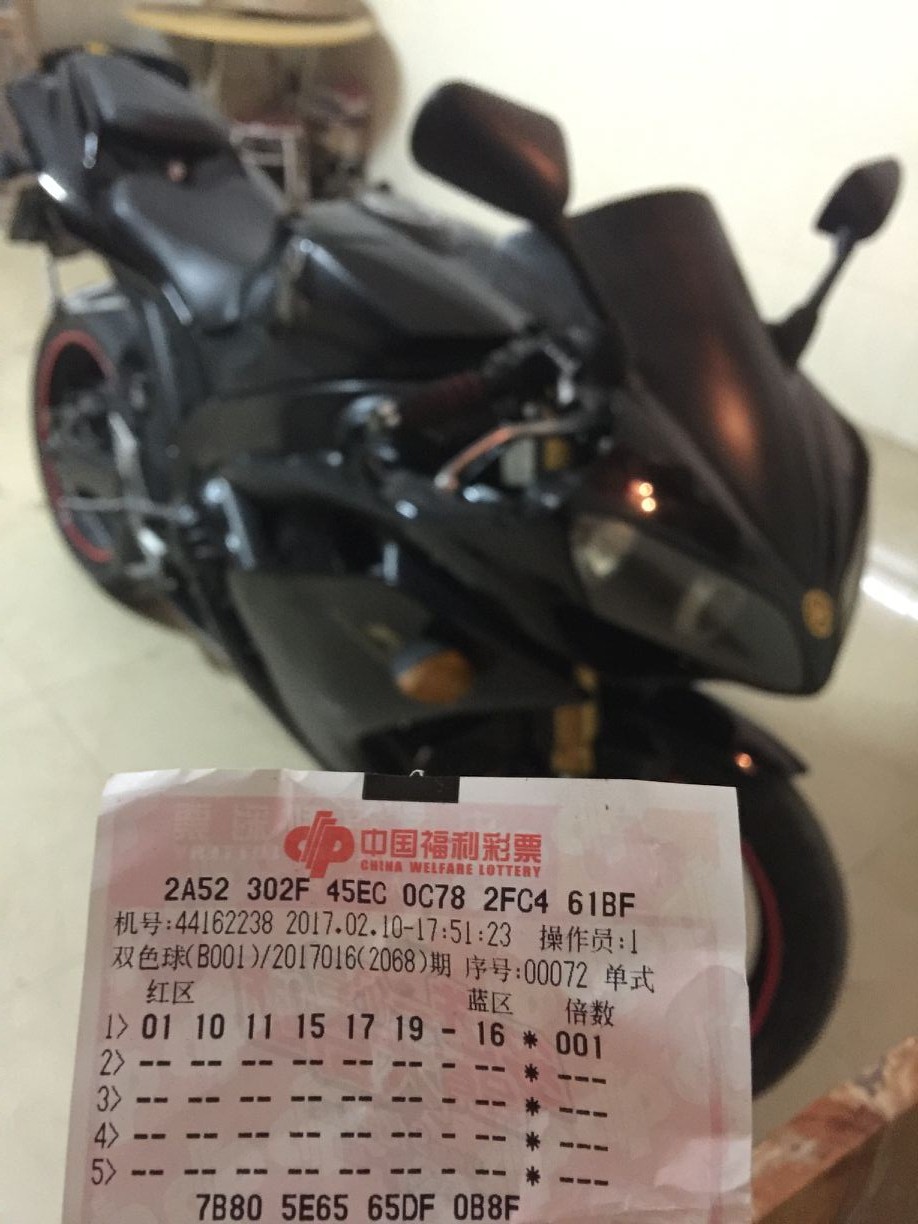 中国福利彩票
CHINA WELFARE LOTTERY
2A52 302F 45EC 0C78 2FC4 61BF
机号:44162238 2017.02.10-17:51:23 操作员:1
双色球(B001)/2017016(2068)期 序号:00072 单式
红区 蓝区 倍数
1> 01 10 11 15 17 19 - 16 * 001
2> -- -- -- -- -- -- - -- * ---
3> -- -- -- -- -- -- - -- * ---
4> -- -- -- -- -- -- - -- * ---
5> -- -- -- -- -- -- - -- * ---
7B80 5E65 65DF 0B8F